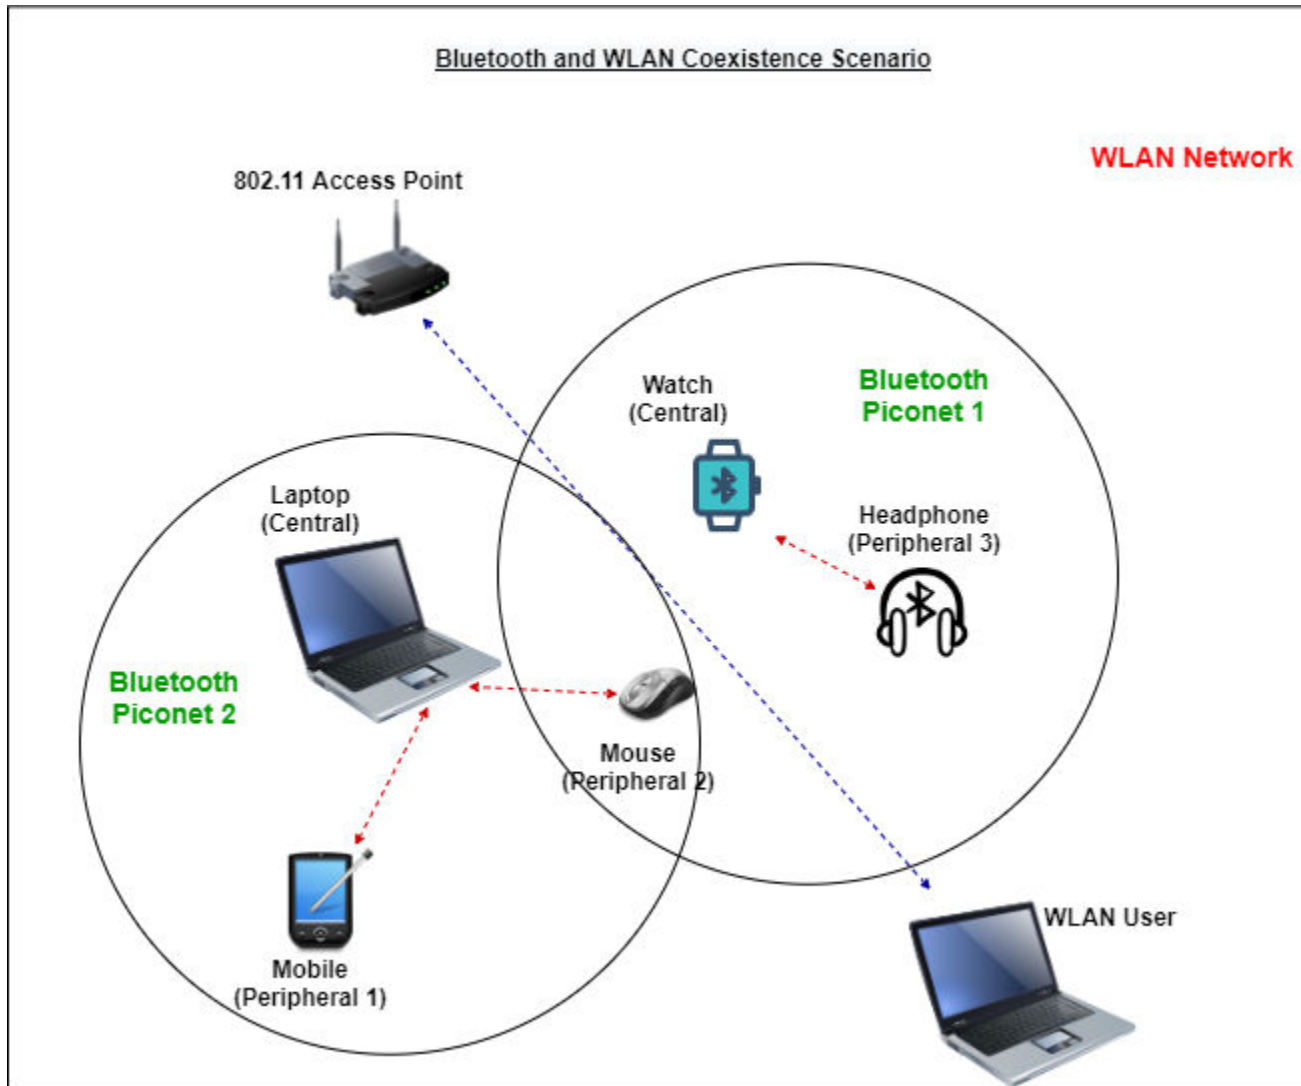 Bluetooth and WLAN Coexistence Scenario
WLAN Network
802.11 Access Point
Watch
(Central)
Bluetooth
Piconet 1
Laptop
(Central)
Headphone
(Peripheral 3)
Bluetooth
Piconet 2
Mouse
(Peripheral 2)
WLAN User
Mobile
(Peripheral 1)